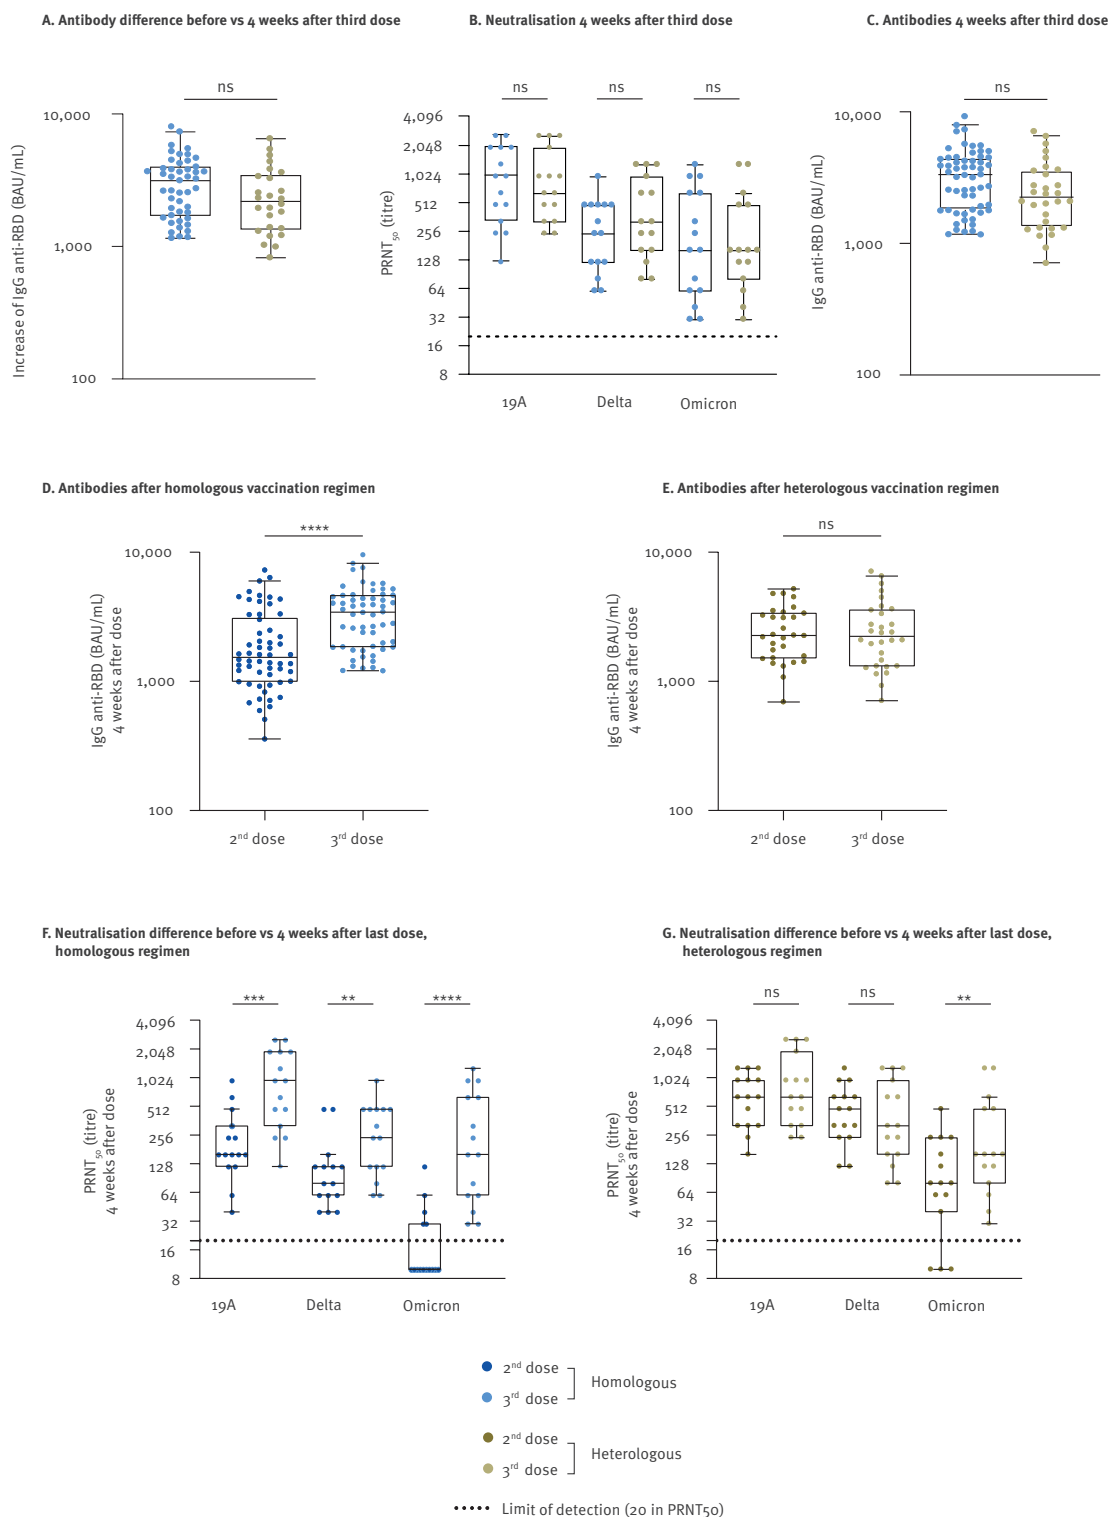 A. Antibody difference before vs 4 weeks after third dose
B. Neutralisation 4 weeks after third dose
C. Antibodies 4 weeks after third dose
ns
10,000
1,000
100
Increase of IgG anti-RBD (BAU/mL)
ns
ns
ns
4,096
2,048
1,024
512
256
128
64
32
16
8
PRNT50 (titre)
19A
Delta
Omicron
ns
10,000
1,000
100
IgG anti-RBD (BAU/mL)
D. Antibodies after homologous vaccination regimen
E. Antibodies after heterologous vaccination regimen
****
10,000
1,000
100
IgG anti-RBD (BAU/mL)
4 weeks after dose
2nd dose
3rd dose
ns
10,000
1,000
100
IgG anti-RBD (BAU/mL)
4 weeks after dose
2nd dose
3rd dose
F. Neutralisation difference before vs 4 weeks after last dose,
homologous regimen
G. Neutralisation difference before vs 4 weeks after last dose,
heterologous regimen
***
**
****
4,096
2,048
1,024
512
256
128
64
32
16
8
PRNT50 (titre)
4 weeks after dose
19A
Delta
Omicron
ns
ns
**
4,096
2,048
1,024
512
256
128
64
32
16
8
PRNT50 (titre)
4 weeks after dose
19A
Delta
Omicron
2nd dose
3rd dose
Homologous
2nd dose
3rd dose
Heterologous
Limit of detection (20 in PRNT50)